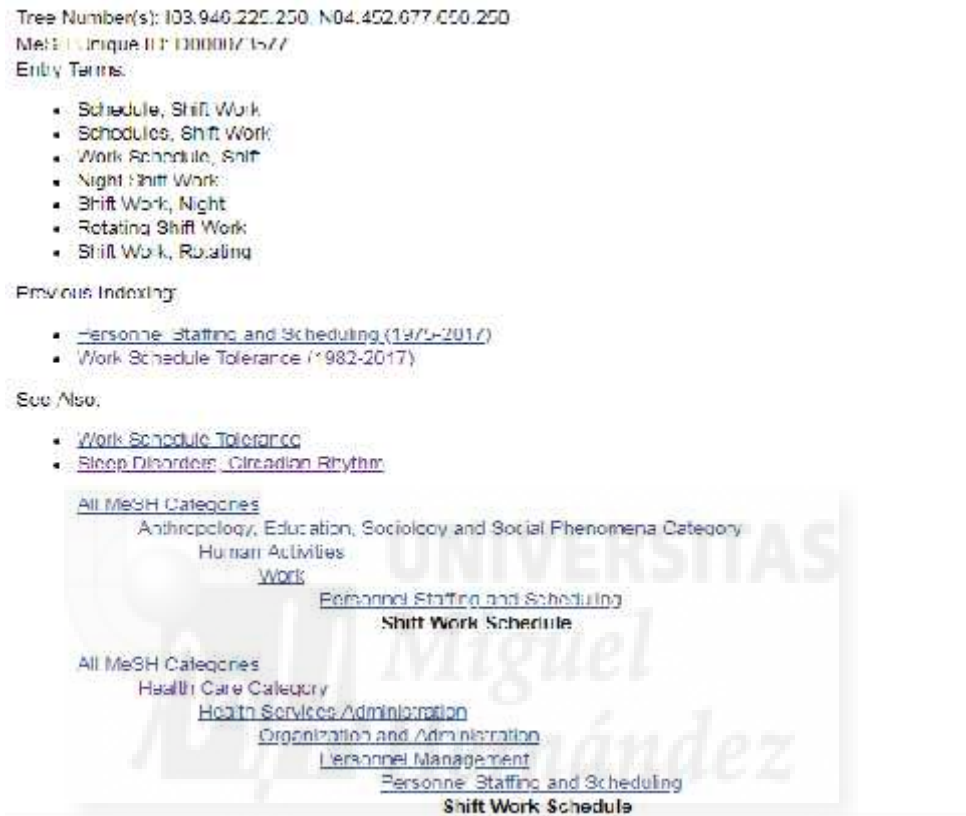 Tree Number(s): I03.946.225.250, N04.452.677.650.250
MeSH Unique ID: D000073577
Entry Terms:
• Schedule, Shift Work
• Schedules, Shift Work
• Work Schedule, Shift
• Night Shift Work
• Shift Work, Night
• Rotating Shift Work
• Shift Work, Rotating
Previous Indexing:
• Personnel Staffing and Scheduling (1975-2017)
• Work Schedule Tolerance (1982-2017)
See Also:
• Work Schedule Tolerance
• Sleep Disorders, Circadian Rhythm
All MeSH Categories
Anthropology, Education, Sociology and Social Phenomena Category
Human Activities
Work
Personnel Staffing and Scheduling
Shift Work Schedule
All MeSH Categories
Health Care Category
Health Services Administration
Organization and Administration
Personnel Management
Personnel Staffing and Scheduling
Shift Work Schedule
UNIVERSITAS
Miguel
Hernández